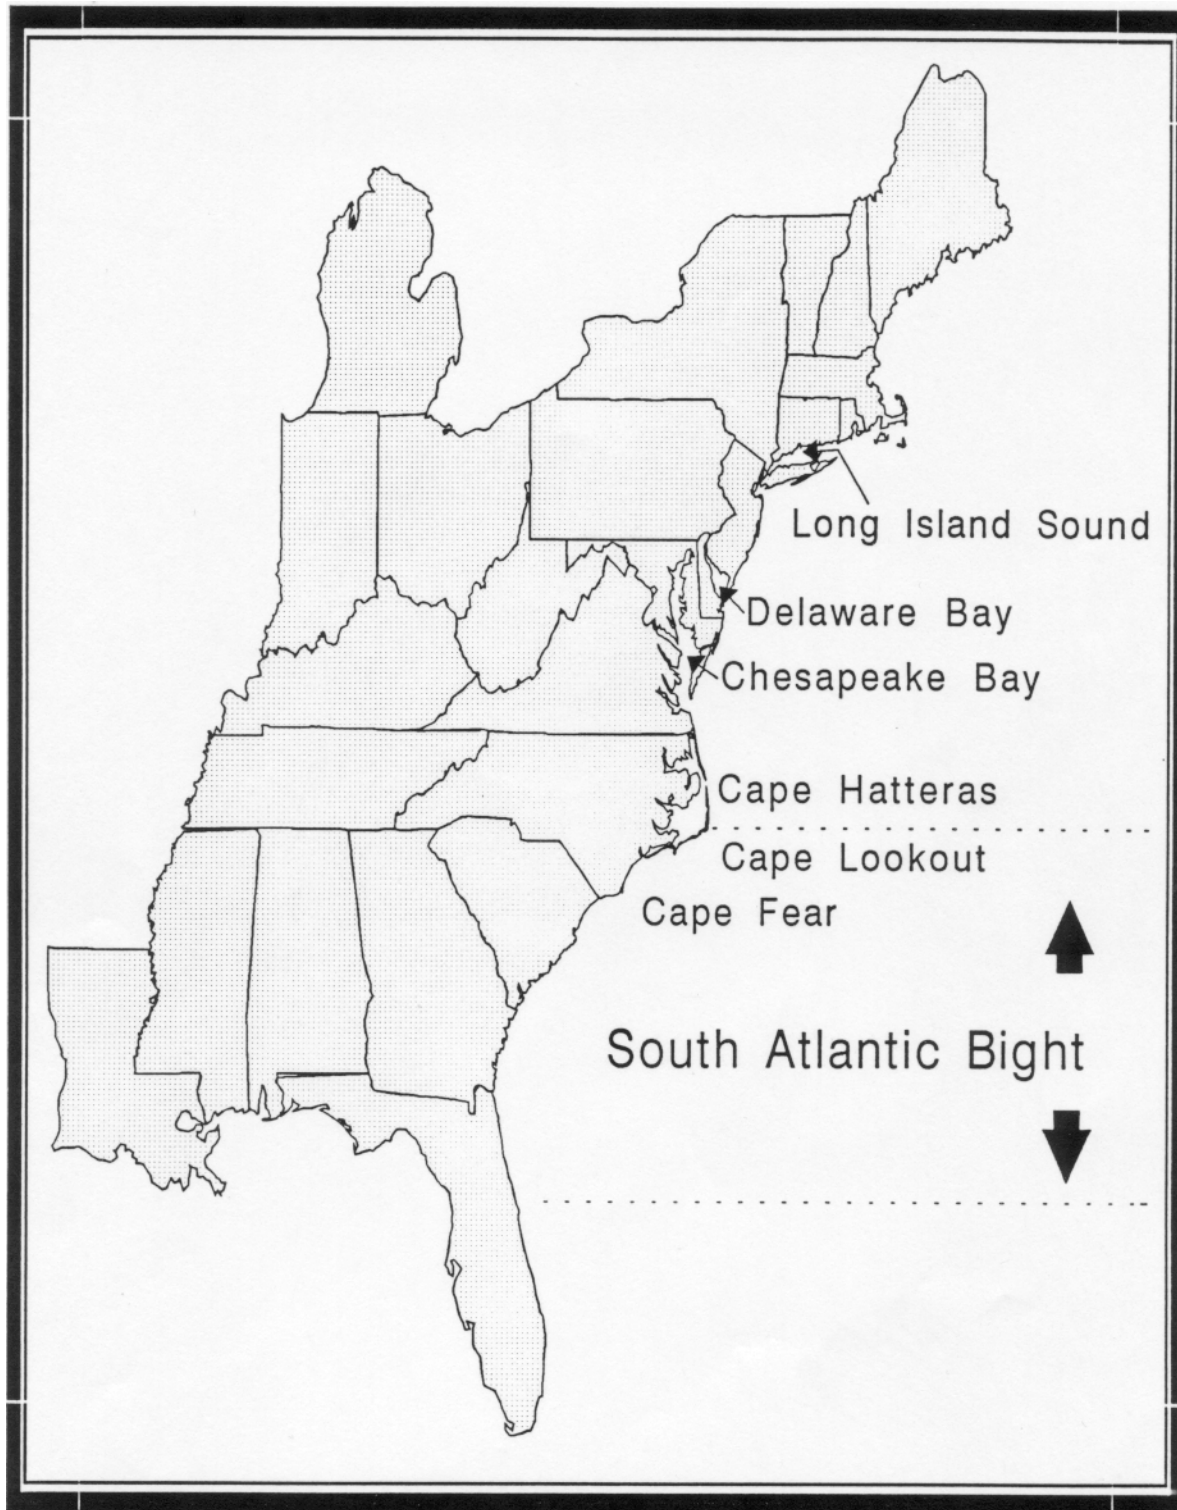 Long Island Sound
Delaware Bay
Chesapeake Bay
Cape Hatteras
Cape Lookout
Cape Fear
South Atlantic Bight